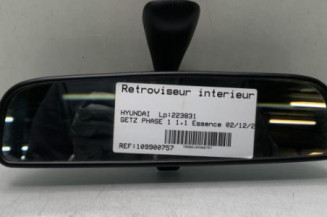 Retroviseur interieur
HYUNDAI Lp:223831
GETZ PHASE 1 1.1 Essence 02/12/2
REF:109900757